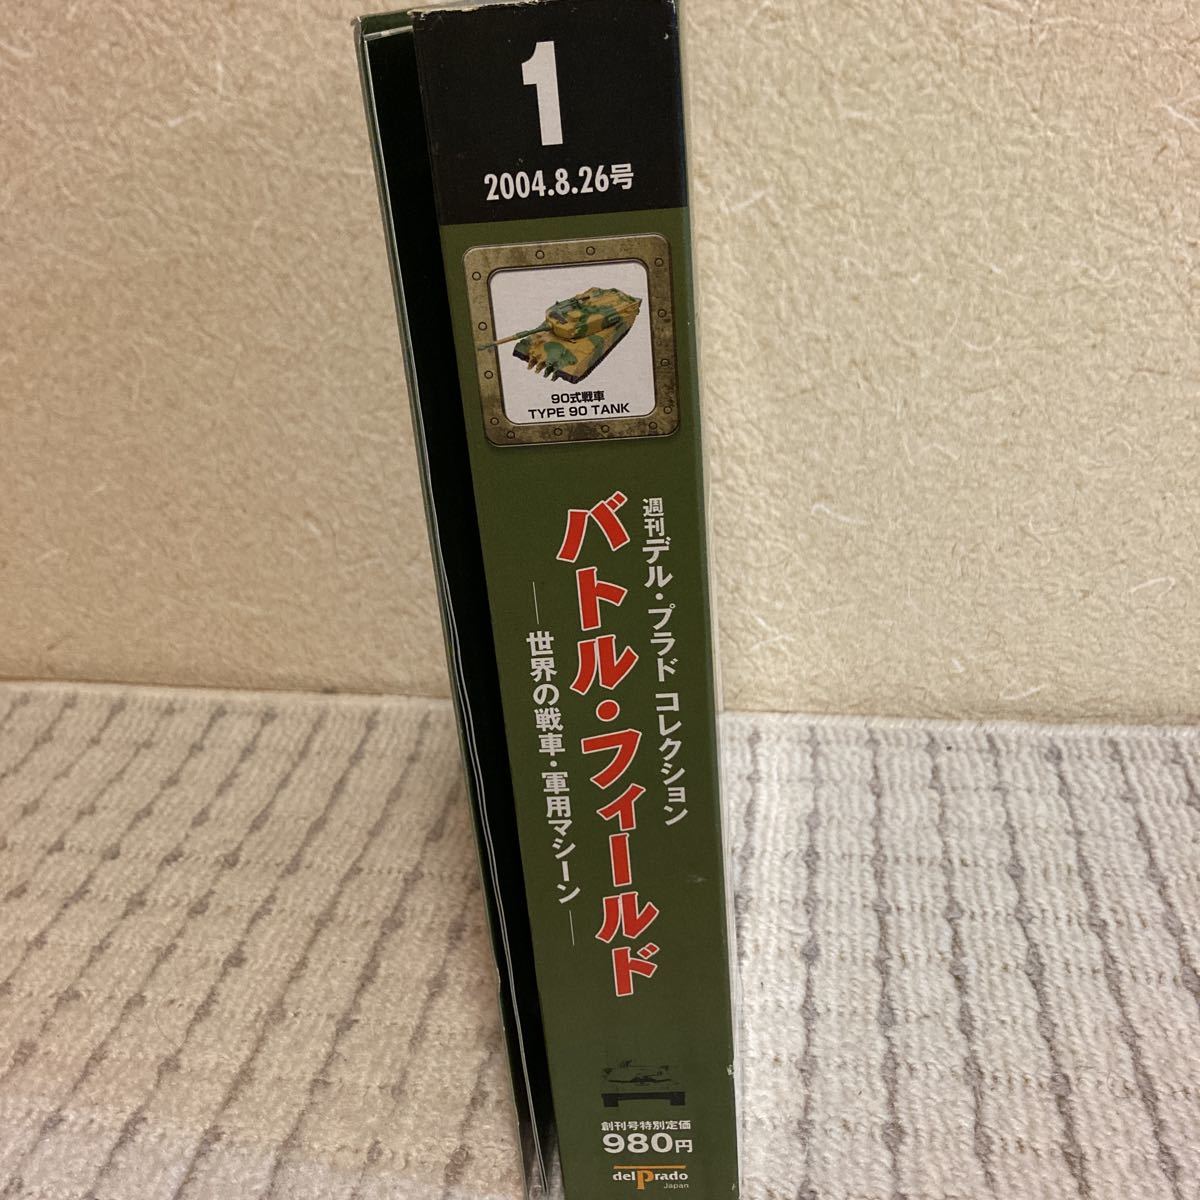 1
2004.8.26号
90式戦車
TYPE 90 TANK
週刊デル・プラド コレクション
バトル・フィールド
世界の戦車・軍用マシーン
創刊号特別定価
980円
delPrado
Japan